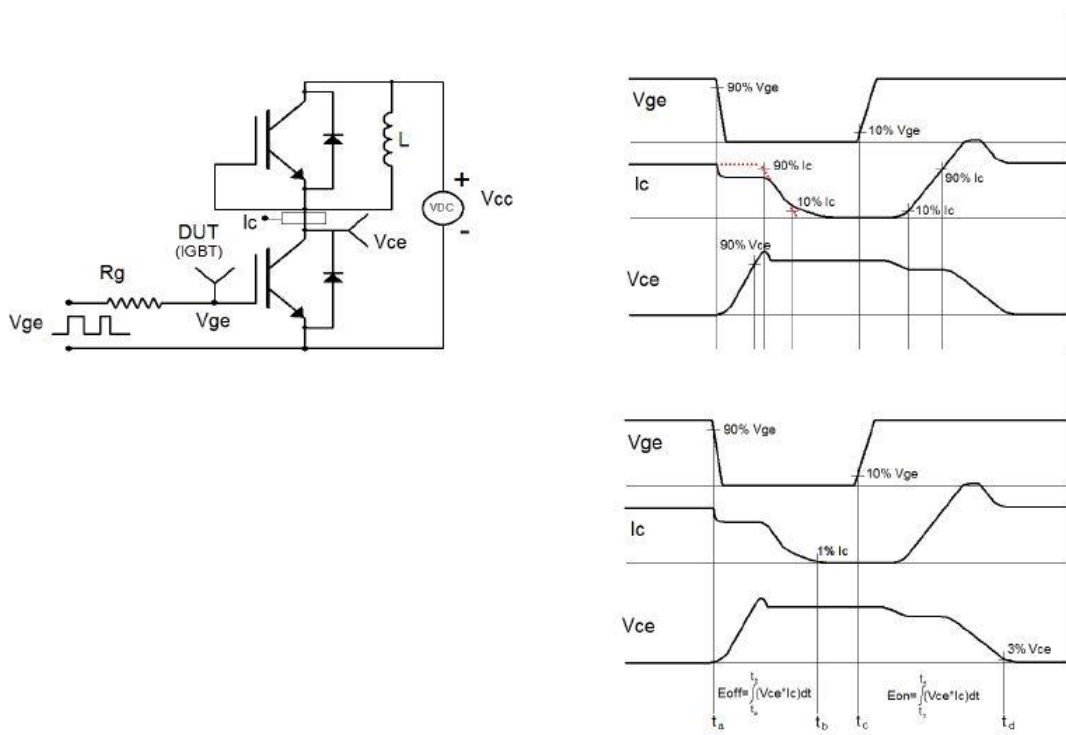 L
+
VDC
Vcc
-
Ic
Vce
DUT
(IGBT)
Rg
Vge
Vge
Vge
90% Vge
10% Vge
Ic
90% Ic
10% Ic
90% Ic
10% Ic
Vce
90% Vce
Vge
90% Vge
10% Vge
Ic
1% Ic
Vce
3% Vce
Eoff=∫(Vce*Ic)dt
Eon=∫(Vce*Ic)dt
ta
tb
tc
td